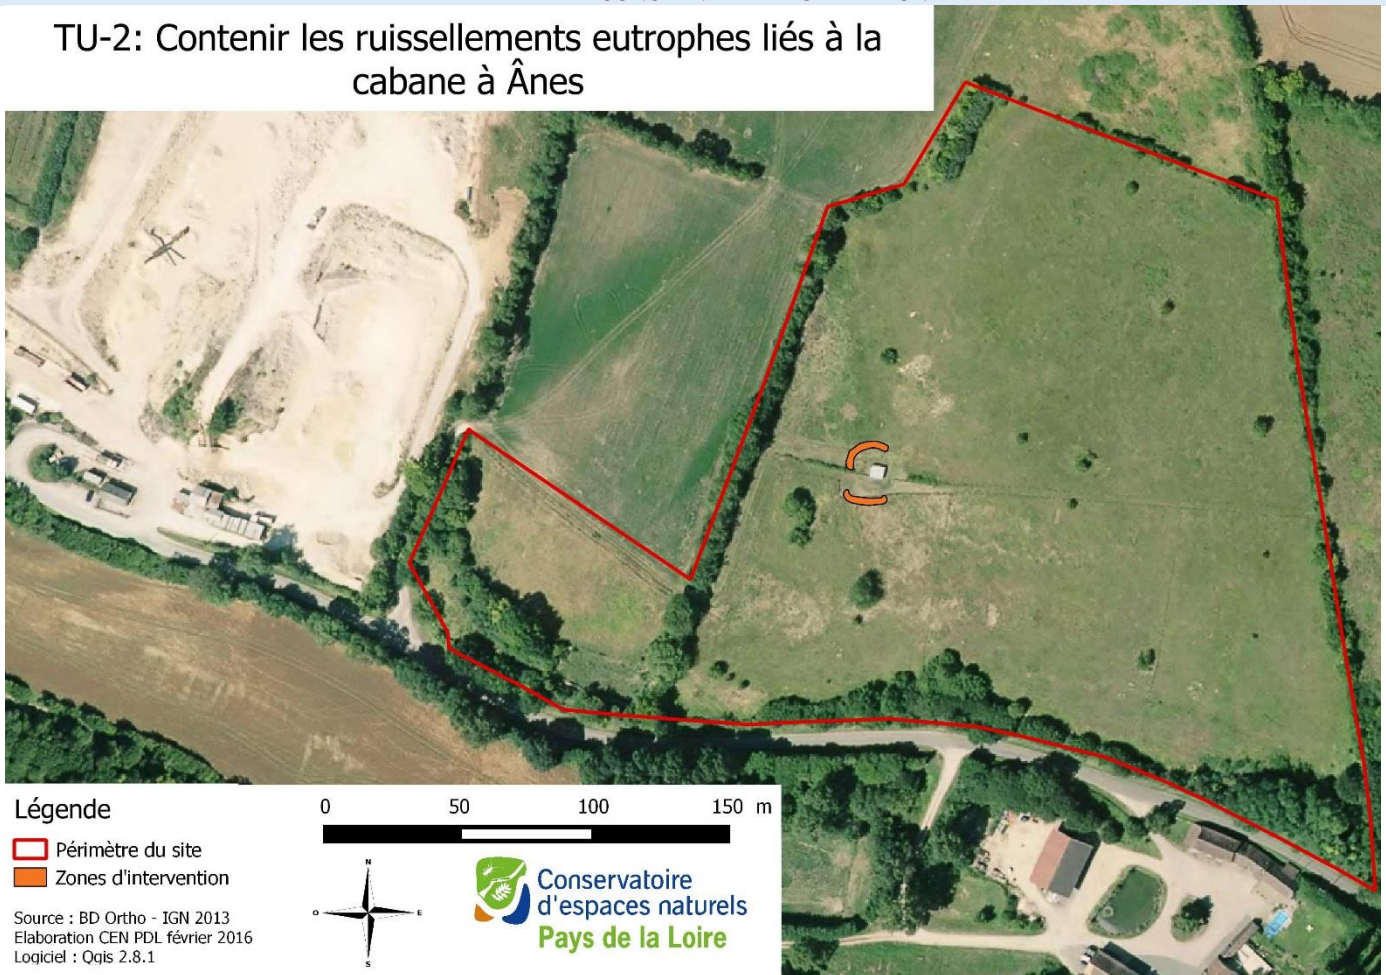 TU-2: Contenir les ruissellements eutrophes liés à la
cabane à Ânes
Légende
Périmètre du site
Zones d'intervention
Source : BD Ortho - IGN 2013
Elaboration CEN PDL février 2016
Logiciel : Qgis 2.8.1
0 50 100 150 m
N
O E
S
Conservatoire
d'espaces naturels
Pays de la Loire